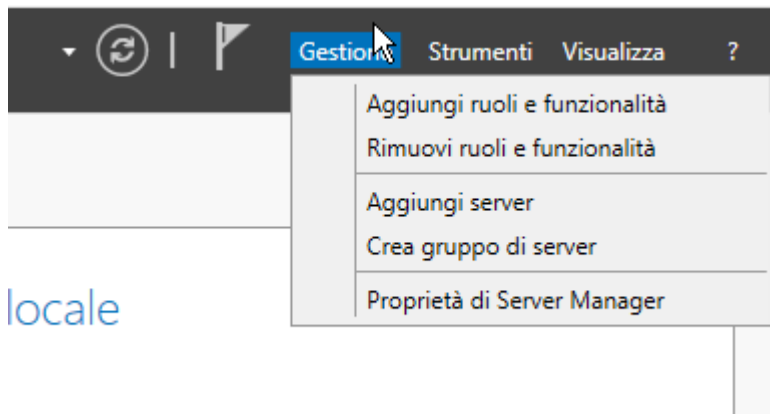 Gestione Strumenti Visualizza ?
Aggiungi ruoli e funzionalità
Rimuovi ruoli e funzionalità
Aggiungi server
Crea gruppo di server
Proprietà di Server Manager
locale